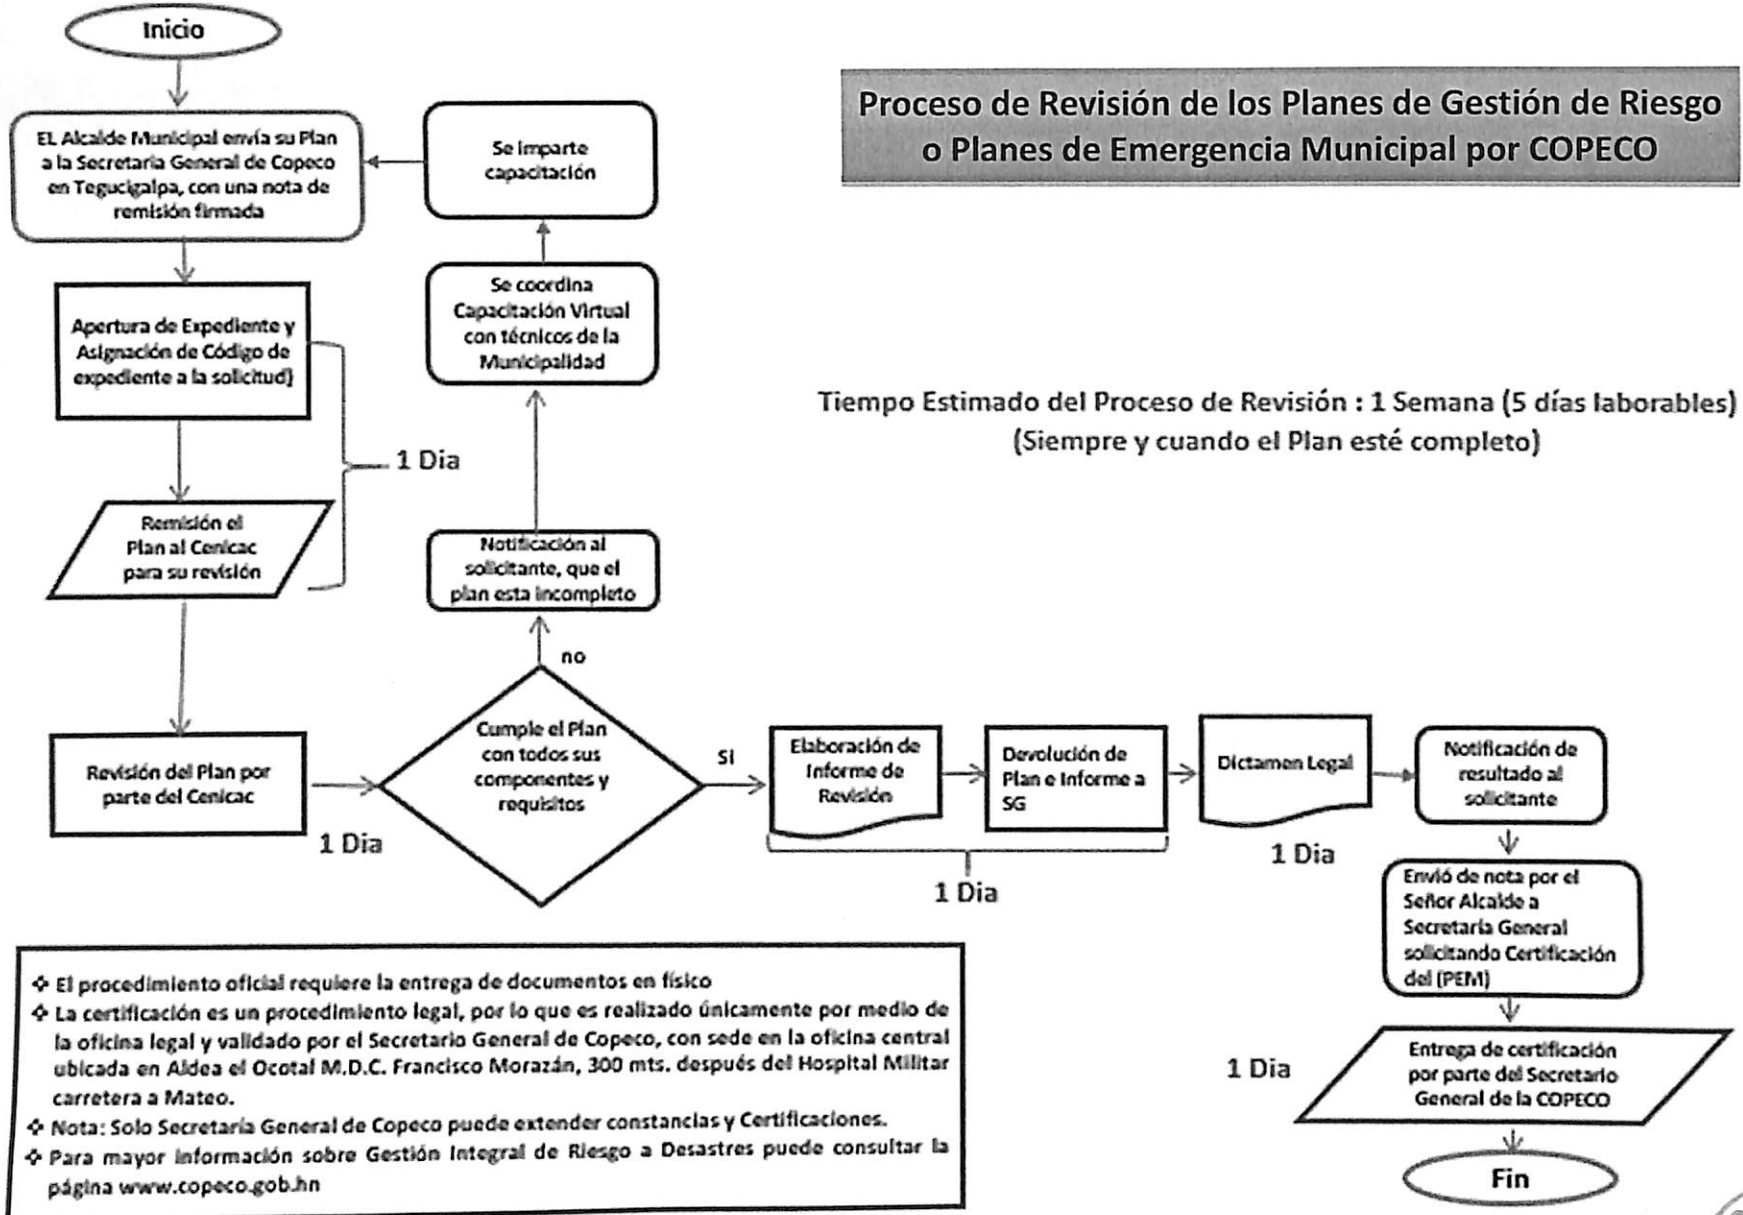 Inicio
Proceso de Revisión de los Planes de Gestión de Riesgo
o Planes de Emergencia Municipal por COPECO
EL Alcalde Municipal envía su Plan
a la Secretaria General de Copeco
en Tegucigalpa, con una nota de
remisión firmada
Se imparte
capacitación
Se coordina
Capacitación Virtual
con técnicos de la
Municipalidad
Apertura de Expediente y
Asignación de Código de
expediente a la solicitud)
1 Dia
Tiempo Estimado del Proceso de Revisión : 1 Semana (5 días laborables)
(Siempre y cuando el Plan esté completo)
Remisión el
Plan al Cenicac
para su revisión
Notificación al
solicitante, que el
plan esta incompleto
no
Revisión del Plan por
parte del Cenicac
1 Dia
Cumple el Plan
con todos sus
componentes y
requisitos
Si
Elaboración de
Informe de
Revisión
Devolución de
Plan e Informe a
SG
1 Dia
Dictamen Legal
1 Dia
Notificación de
resultado al
solicitante
Envió de nota por el
Señor Alcalde a
Secretaría General
solicitando Certificación
del (PEM)
1 Dia
Entrega de certificación
por parte del Secretario
General de la COPECO
Fin
❖ El procedimiento oficial requiere la entrega de documentos en físico
❖ La certificación es un procedimiento legal, por lo que es realizado únicamente por medio de
la oficina legal y validado por el Secretario General de Copeco, con sede en la oficina central
ubicada en Aldea el Ocotal M.D.C. Francisco Morazán, 300 mts. después del Hospital Militar
carretera a Mateo.
❖ Nota: Solo Secretaría General de Copeco puede extender constancias y Certificaciones.
❖ Para mayor información sobre Gestión Integral de Riesgo a Desastres puede consultar la
página www.copeco.gob.hn